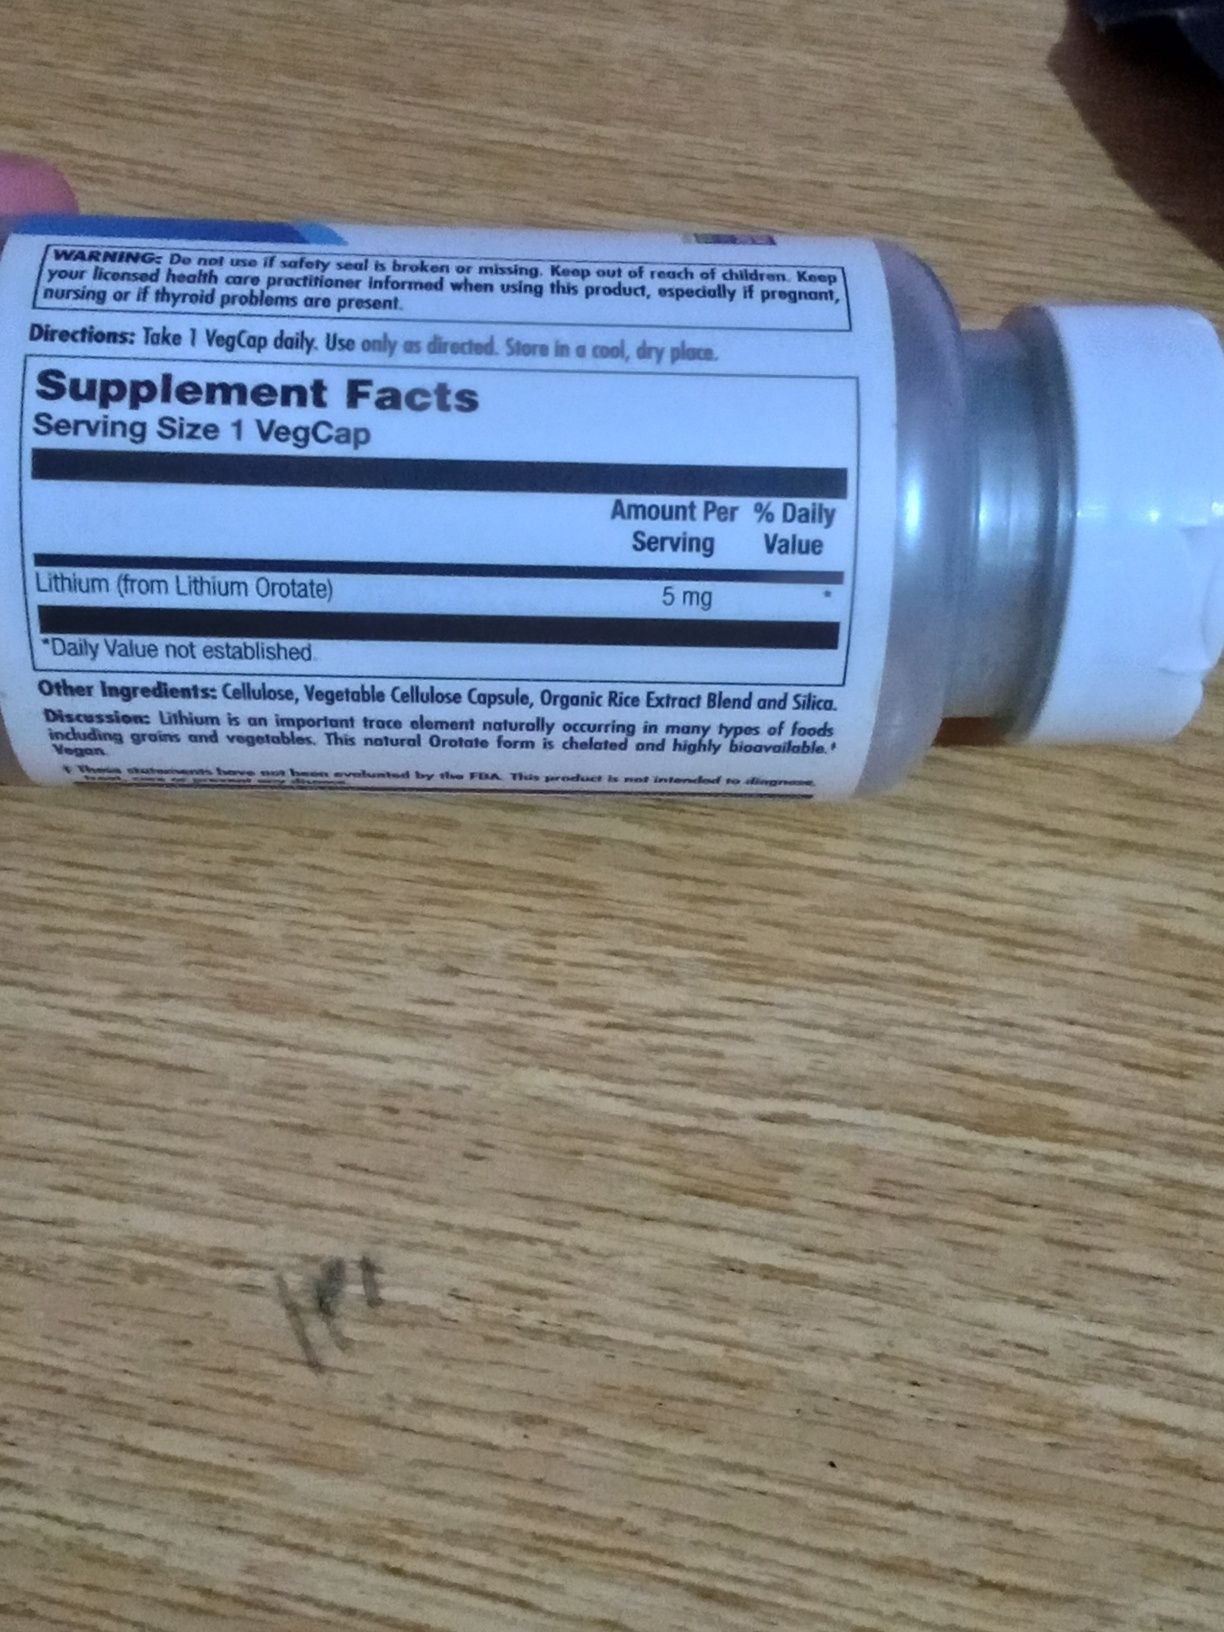 WARNING: Do not use if safety seal is broken or missing. Keep out of reach of children. Keep
your licensed health care practitioner informed when using this product, especially if pregnant,
nursing or if thyroid problems are present.
Directions: Take 1 VegCap daily. Use only as directed. Store in a cool, dry place.
Supplement Facts
Serving Size 1 VegCap
Amount Per % Daily
Serving Value
Lithium (from Lithium Orotate) 5 mg *
*Daily Value not established.
Other Ingredients: Cellulose, Vegetable Cellulose Capsule, Organic Rice Extract Blend and Silica.
Discussion: Lithium is an important trace element naturally occurring in many types of foods
including grains and vegetables. This natural Orotate form is chelated and highly bioavailable.†
Vegan.
† These statements have not been evaluated by the FDA. This product is not intended to diagnose,
treat, cure or prevent any disease.